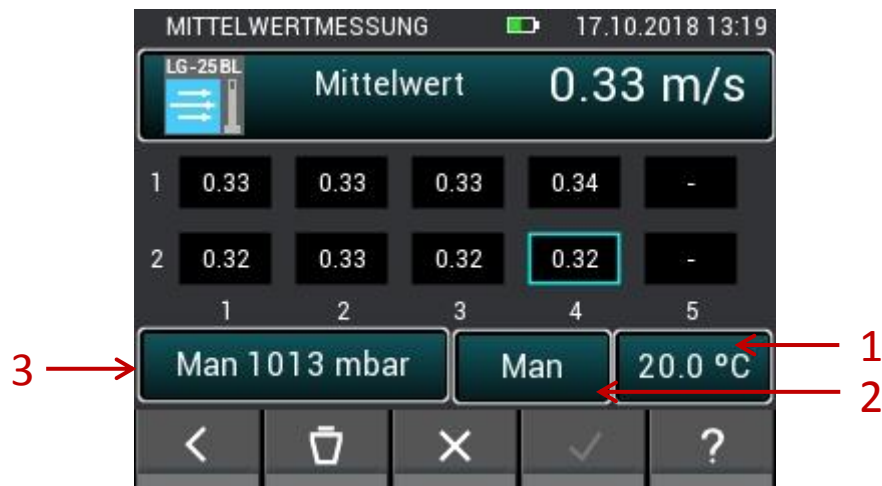 MITTELWERTMESSUNG 17.10.2018 13:19
LG-25BL
Mittelwert 0.33 m/s
1 0.33 0.33 0.33 0.34 -
2 0.32 0.33 0.32 0.32 -
1 2 3 4 5
3 Man 1013 mbar Man 20.0 ºC 1
2
?